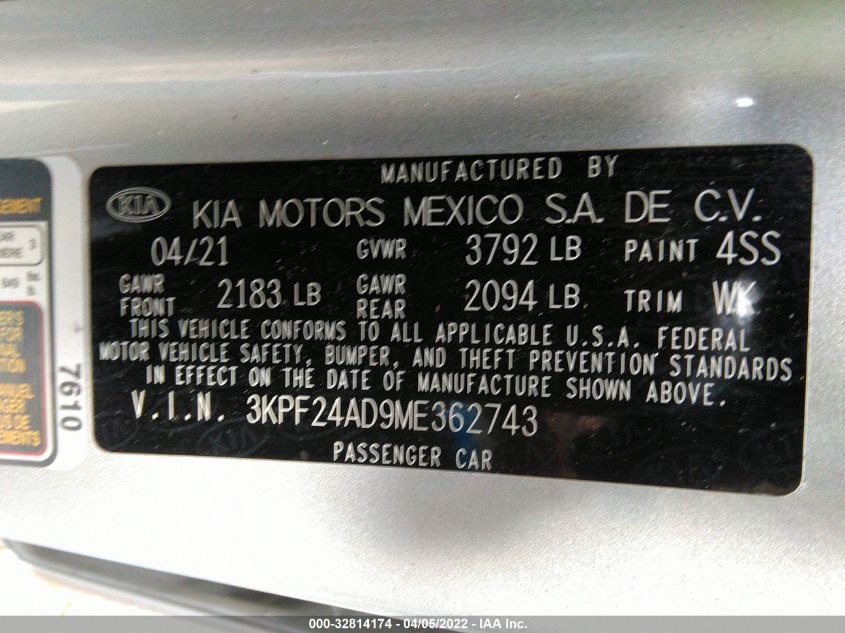 MANUFACTURED BY
KIA KIA MOTORS MEXICO S.A. DE C.V.
04/21 GVWR 3792 LB PAINT 4SS
GAWR FRONT 2183 LB GAWR REAR 2094 LB TRIM WK
THIS VEHICLE CONFORMS TO ALL APPLICABLE U.S.A. FEDERAL
MOTOR VEHICLE SAFETY, BUMPER, AND THEFT PREVENTION STANDARDS
IN EFFECT ON THE DATE OF MANUFACTURE SHOWN ABOVE.
V.I.N. 3KPF24AD9ME362743
PASSENGER CAR
7610
000-32814174 - 04/05/2022 - IAA Inc.